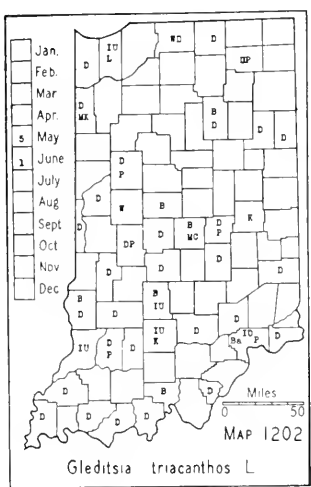 Jan.
Feb.
Mar
Apr.
5 May
1 June
July
Aug
Sept
Oct
Nov
Dec
D IU L WD D DP
D MK B D D D
D P
D W B
D DP D B MC D P K
D D D D
B D D B IU D D
IU D P D IU K D Ba IU P D
D D B D
D D D D
Miles
0 50
MAP 1202
Gleditsia triacanthos L